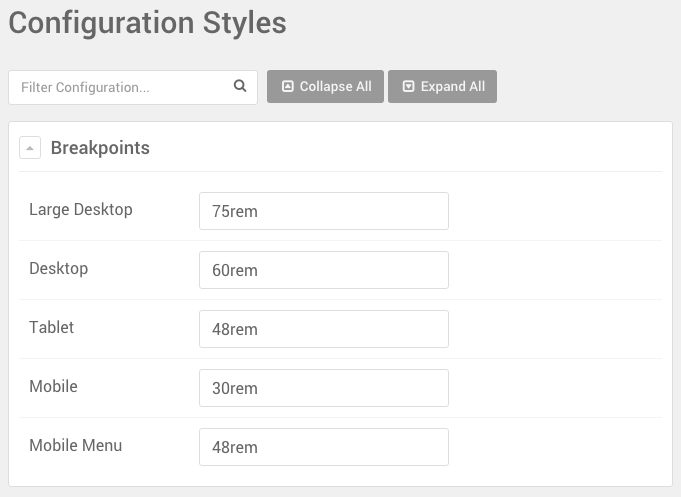 Configuration Styles
Filter Configuration... Collapse All Expand All
Breakpoints
Large Desktop 75rem
Desktop 60rem
Tablet 48rem
Mobile 30rem
Mobile Menu 48rem